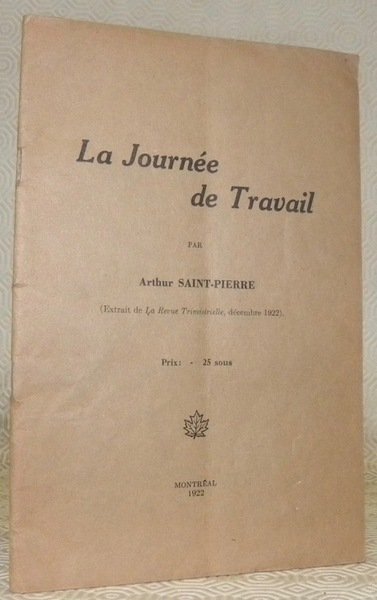 La Journée
de Travail
PAR
Arthur SAINT-PIERRE
(Extrait de La Revue Trimestrielle, décembre 1922).
Prix: - 25 sous
MONTRÉAL
1922